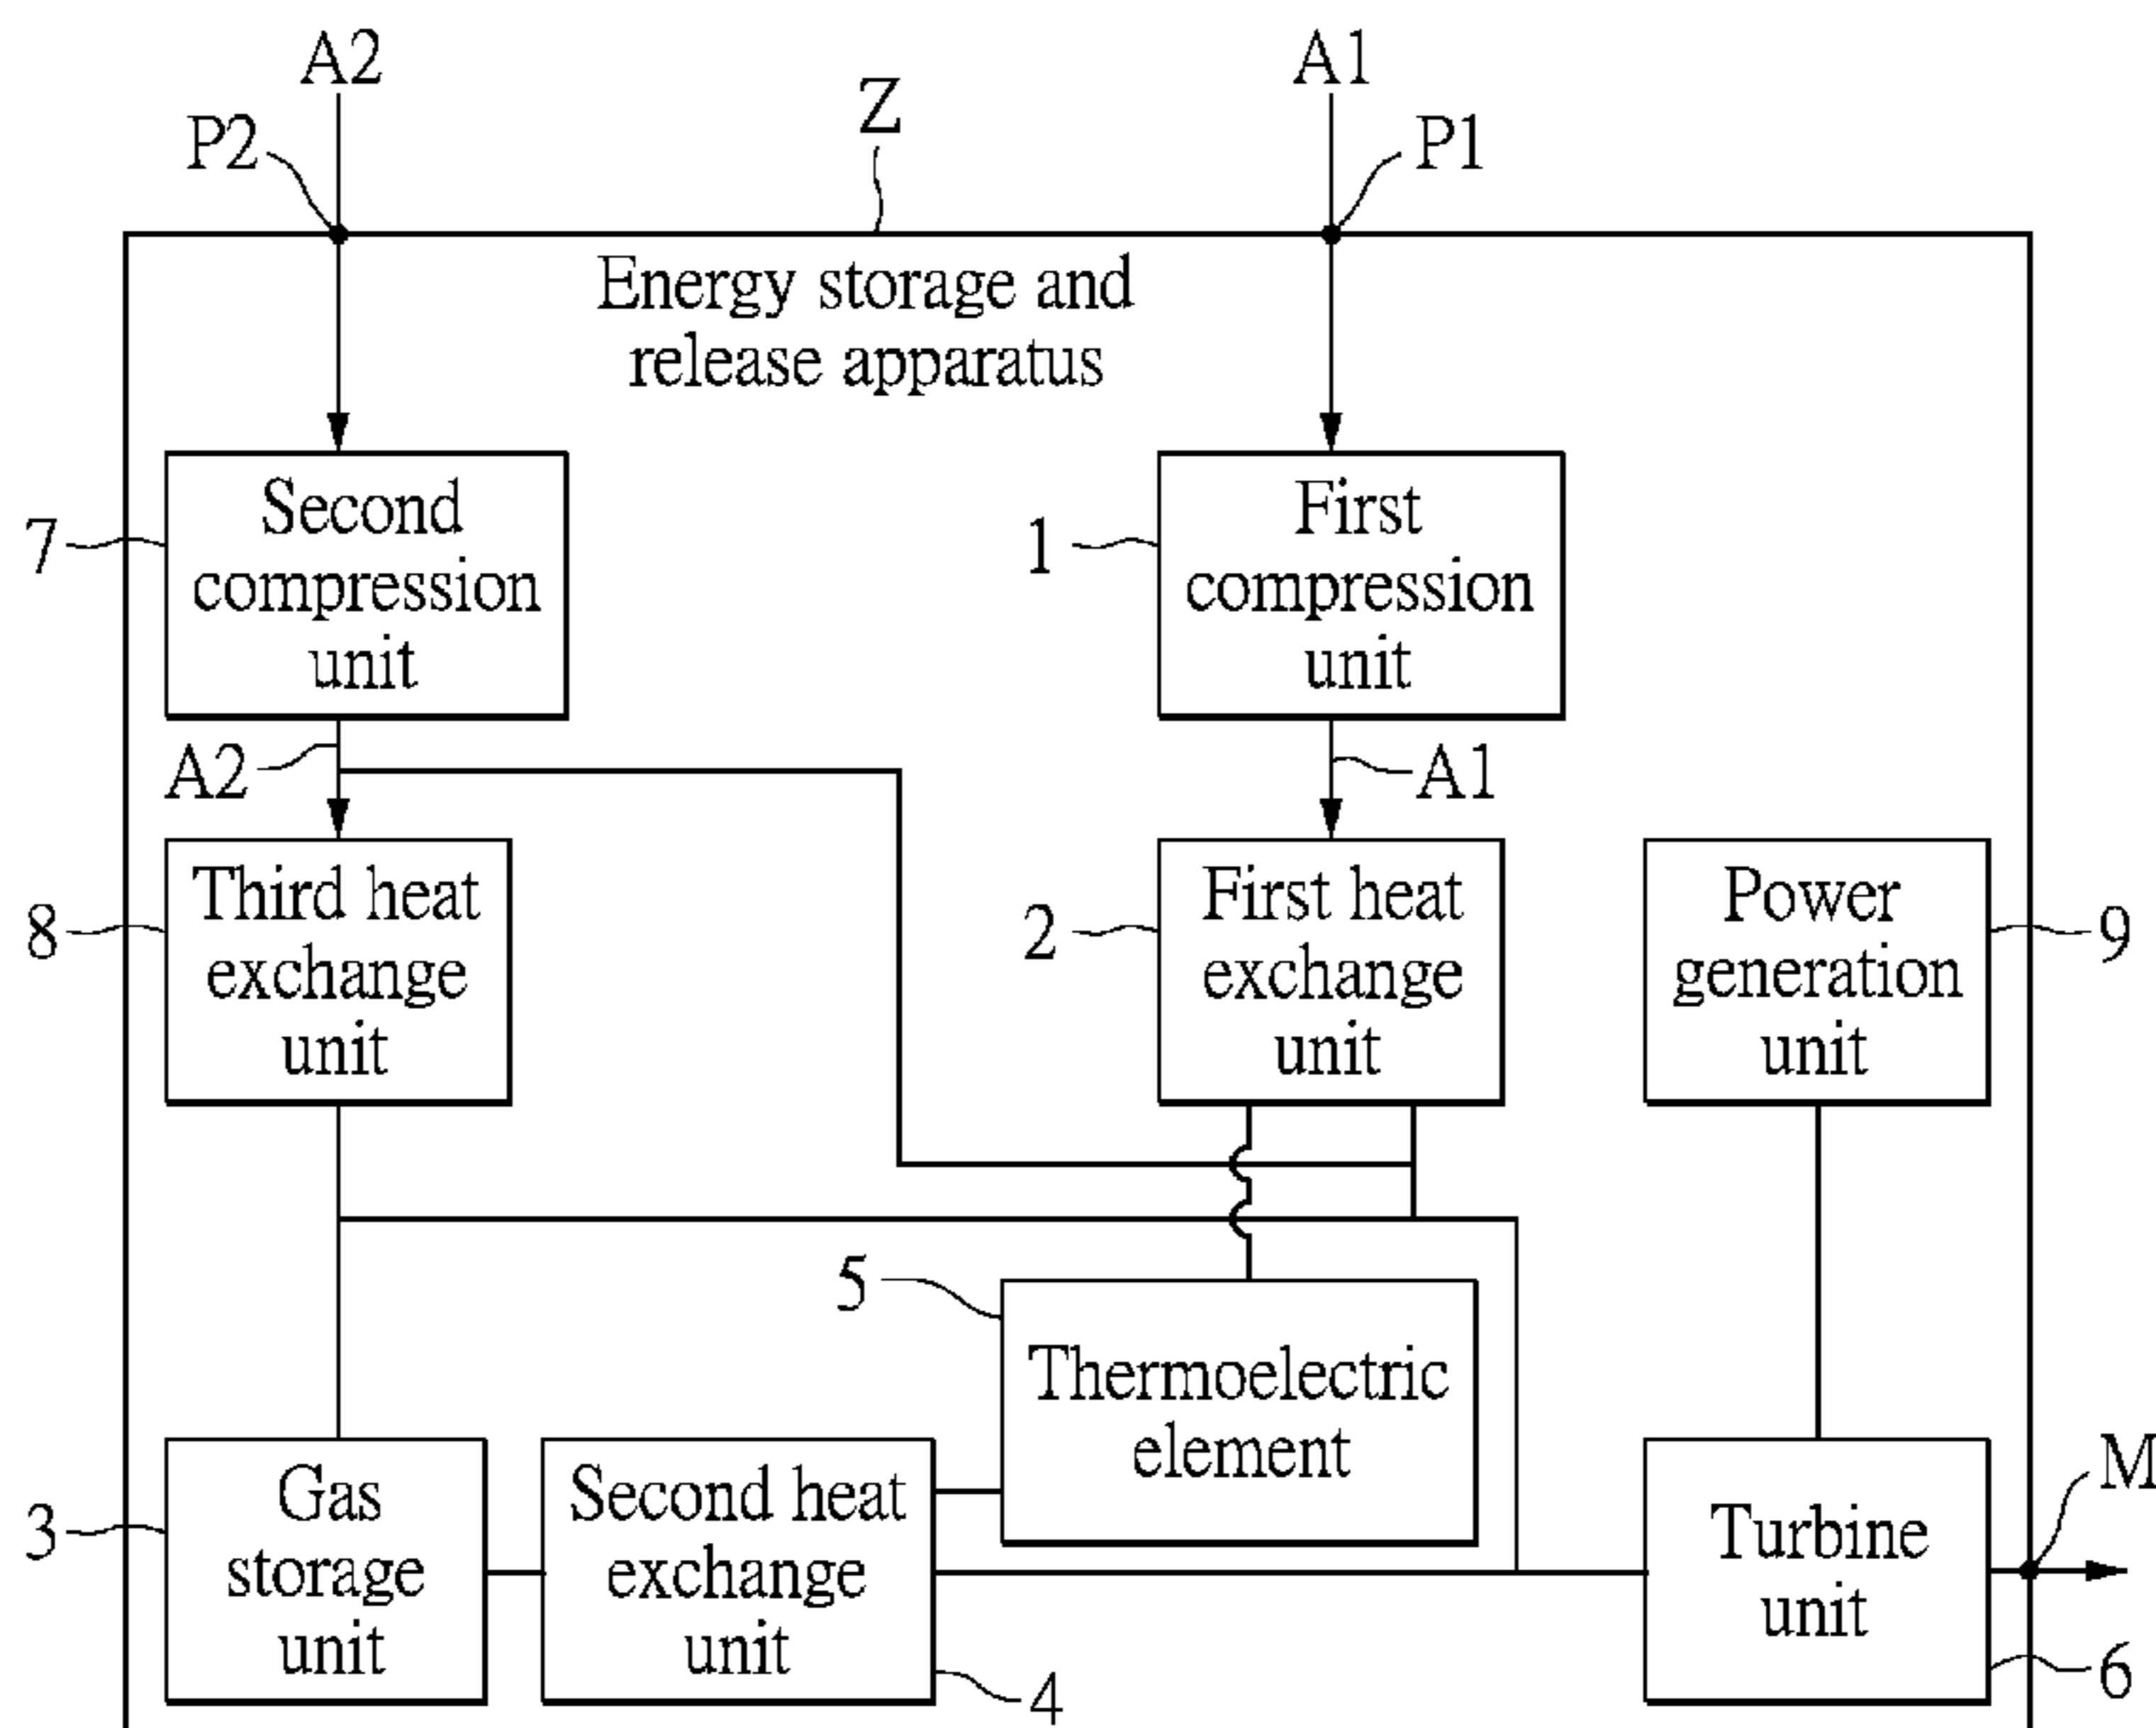 A2
A1
Z
P2
P1
Energy storage and
release apparatus
7
Second
compression
unit
1
First
compression
unit
A2
A1
8
Third heat
exchange
unit
2
First heat
exchange
unit
Power
generation
unit
9
5
Thermoelectric
element
3
Gas
storage
unit
Second heat
exchange
unit
4
Turbine
unit
M
6